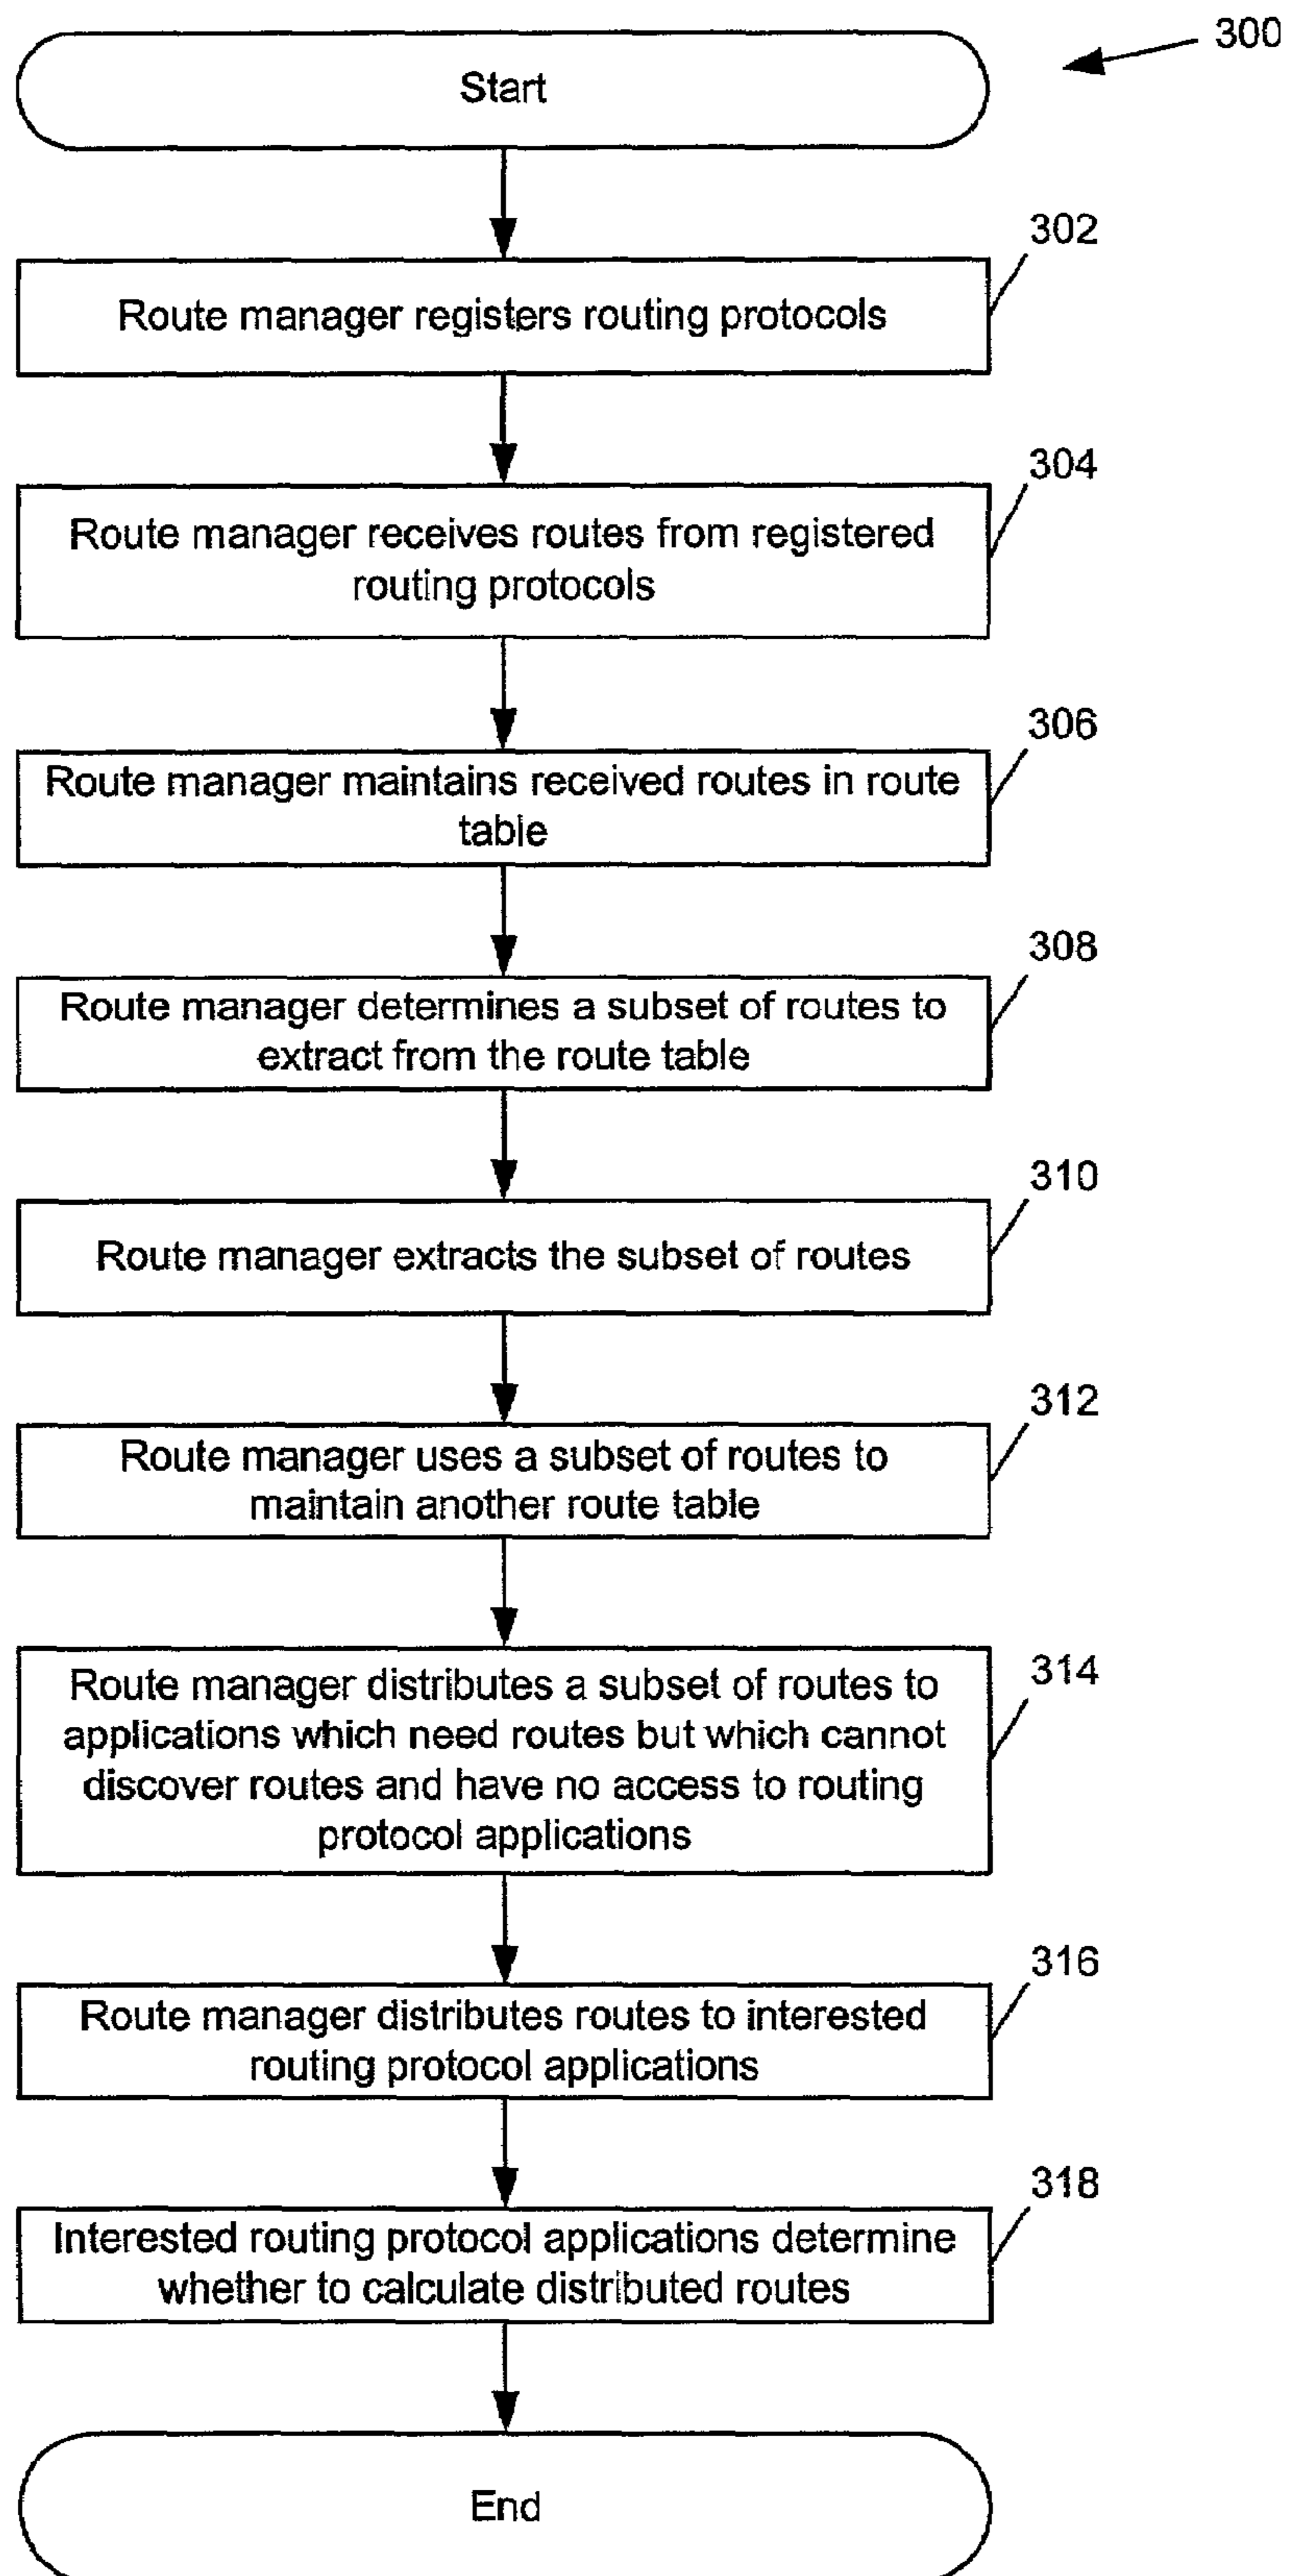 300
Start
302
Route manager registers routing protocols
304
Route manager receives routes from registered
routing protocols
306
Route manager maintains received routes in route
table
308
Route manager determines a subset of routes to
extract from the route table
310
Route manager extracts the subset of routes
312
Route manager uses a subset of routes to
maintain another route table
314
Route manager distributes a subset of routes to
applications which need routes but which cannot
discover routes and have no access to routing
protocol applications
316
Route manager distributes routes to interested
routing protocol applications
318
Interested routing protocol applications determine
whether to calculate distributed routes
End